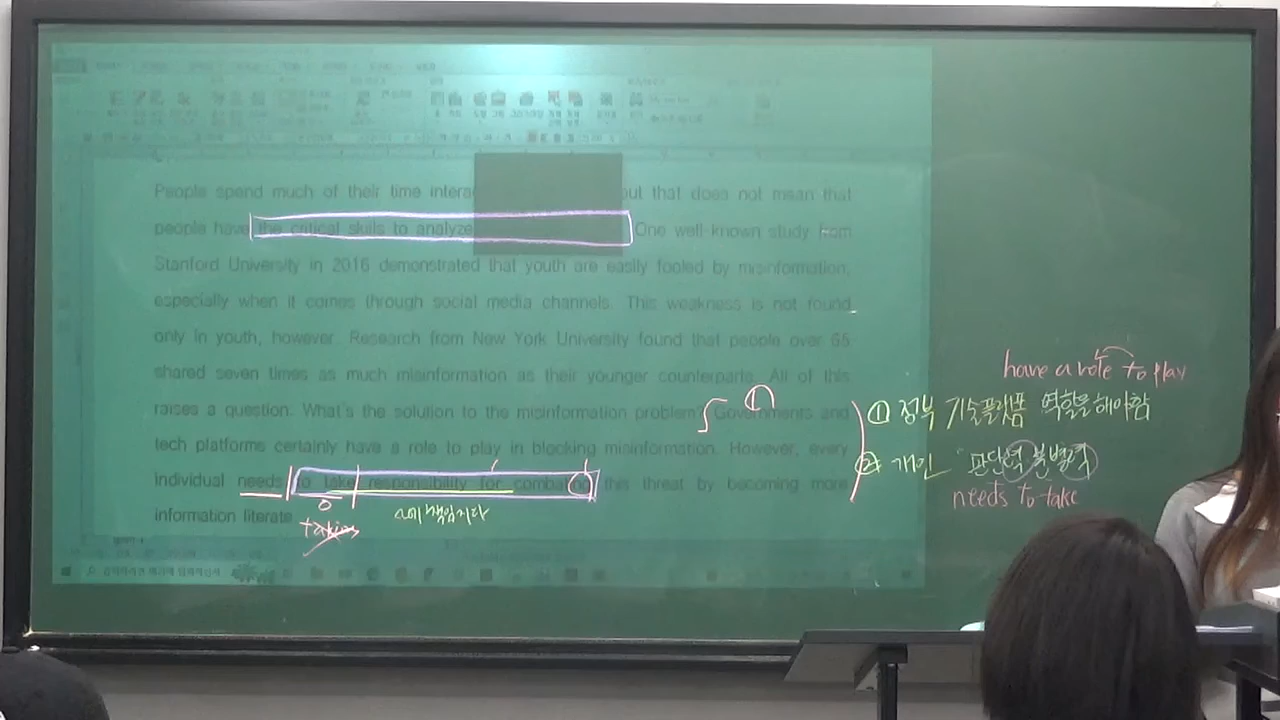 People spend much of their time intera but that does not mean that
people have the critical skills to analyze One well-known study from
Stanford University in 2016 demonstrated that youth are easily fooled by misinformation,
especially when it comes through social media channels. This weakness is not found
only in youth, however. Research from New York University found that people over 65
shared seven times as much misinformation as their younger counterparts. All of this
raises a question. What's the solution to the misinformation problem? Governments and
tech platforms certainly have a role to play in blocking misinformation. However, every
individual needs to take responsibility for combating this threat by becoming more
information literate.
taking
~에 책임지다
①
have a role to play
① 정부 기술플랫폼 역할을 해야함
② 개인 판단력 분별력
needs to take